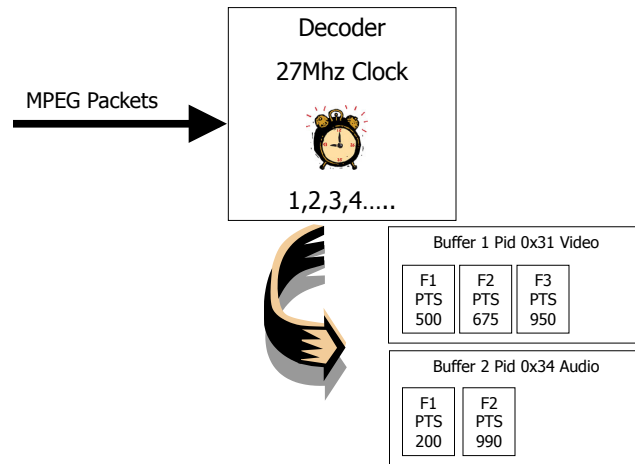 Decoder
27Mhz Clock
MPEG Packets
1,2,3,4…..
Buffer 1 Pid 0x31 Video
F1
PTS
500
F2
PTS
675
F3
PTS
950
Buffer 2 Pid 0x34 Audio
F1
PTS
200
F2
PTS
990